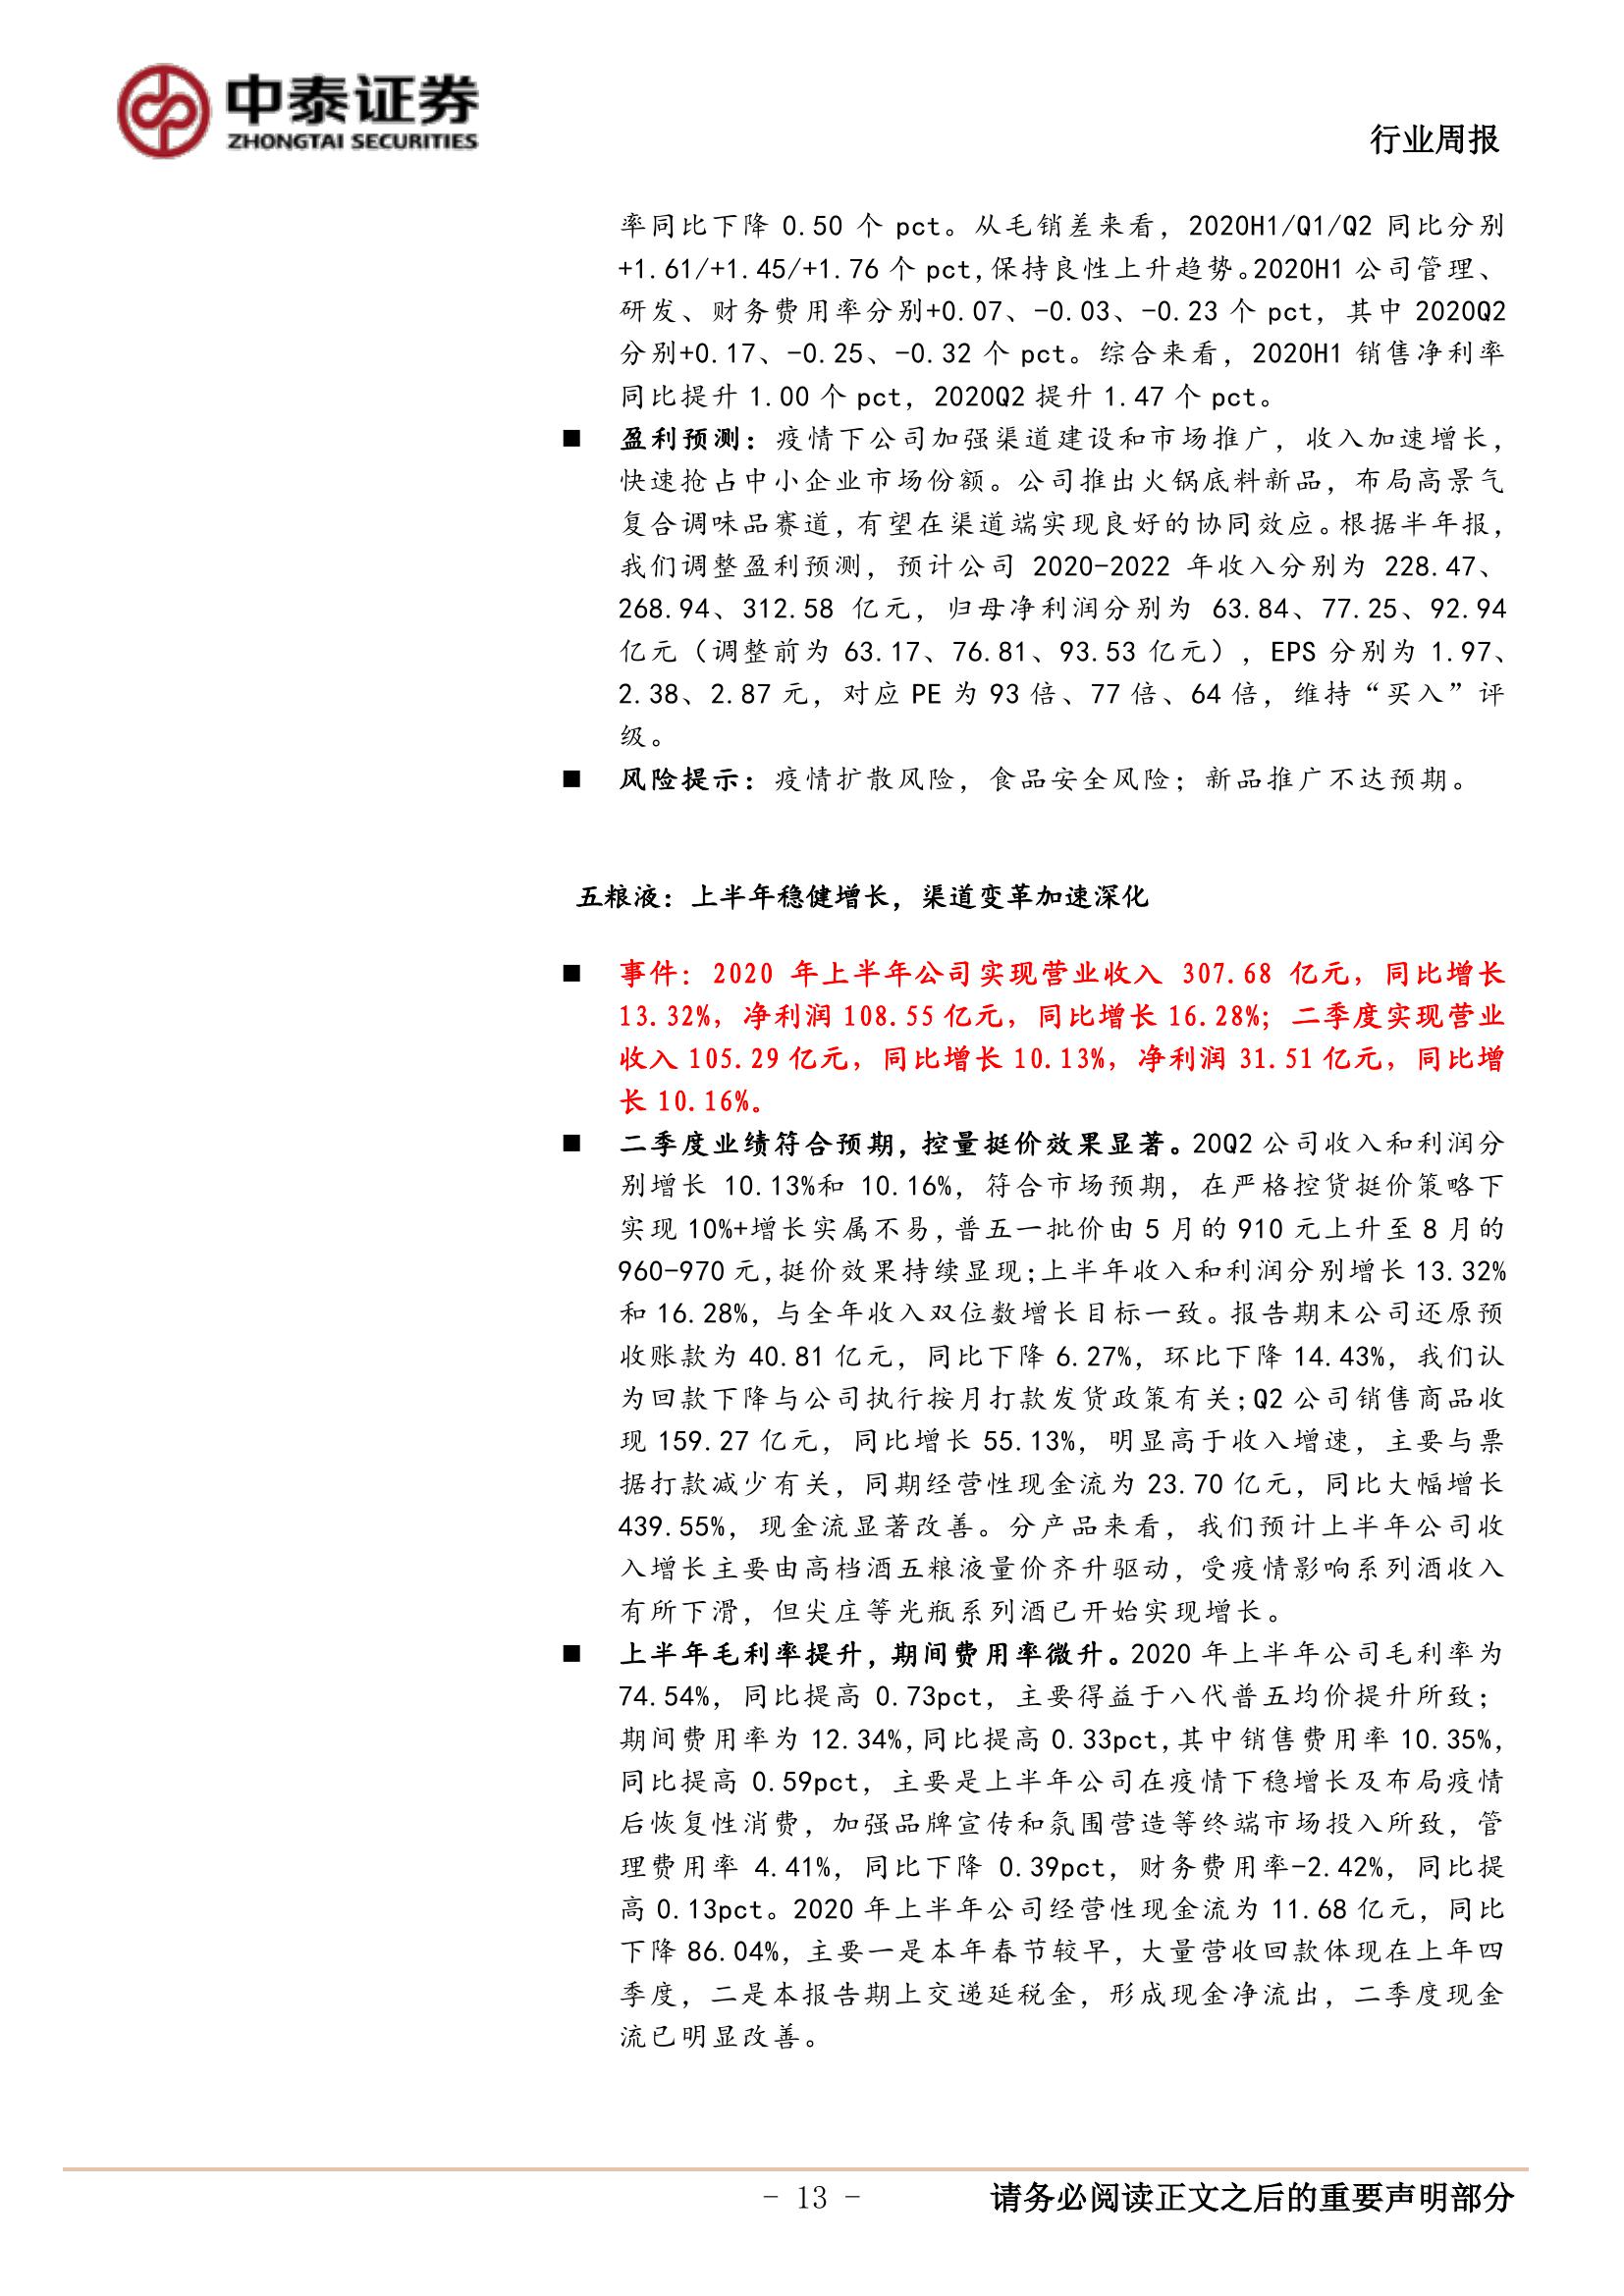 中泰证券
ZHONGTAI SECURITIES
行业周报
率同比下降 0.50 个 pct。从毛销差来看，2020H1/Q1/Q2 同比分别
+1.61/+1.45/+1.76 个 pct,保持良性上升趋势。2020H1 公司管理、
研发、财务费用率分别+0.07、-0.03、-0.23 个 pct，其中 2020Q2
分别+0.17、-0.25、-0.32 个 pct。综合来看，2020H1 销售净利率
同比提升 1.00 个 pct，2020Q2 提升 1.47 个 pct。
■ 盈利预测：疫情下公司加强渠道建设和市场推广，收入加速增长，
快速抢占中小企业市场份额。公司推出火锅底料新品，布局高景气
复合调味品赛道，有望在渠道端实现良好的协同效应。根据半年报，
我们调整盈利预测，预计公司 2020-2022 年收入分别为 228.47、
268.94、312.58 亿元，归母净利润分别为 63.84、77.25、92.94
亿元（调整前为 63.17、76.81、93.53 亿元），EPS 分别为 1.97、
2.38、2.87 元，对应 PE 为 93 倍、77 倍、64 倍，维持“买入”评
级。
■ 风险提示：疫情扩散风险，食品安全风险；新品推广不达预期。
五粮液：上半年稳健增长，渠道变革加速深化
■ 事件：2020 年上半年公司实现营业收入 307.68 亿元，同比增长
13.32%，净利润 108.55 亿元，同比增长 16.28%；二季度实现营业
收入 105.29 亿元，同比增长 10.13%，净利润 31.51 亿元，同比增
长 10.16%。
■ 二季度业绩符合预期，控量挺价效果显著。20Q2 公司收入和利润分
别增长 10.13%和 10.16%，符合市场预期，在严格控货挺价策略下
实现 10%+增长实属不易，普五一批价由 5 月的 910 元上升至 8 月的
960-970 元,挺价效果持续显现;上半年收入和利润分别增长 13.32%
和 16.28%，与全年收入双位数增长目标一致。报告期末公司还原预
收账款为 40.81 亿元，同比下降 6.27%，环比下降 14.43%，我们认
为回款下降与公司执行按月打款发货政策有关;Q2 公司销售商品收
现 159.27 亿元，同比增长 55.13%，明显高于收入增速，主要与票
据打款减少有关，同期经营性现金流为 23.70 亿元，同比大幅增长
439.55%，现金流显著改善。分产品来看，我们预计上半年公司收
入增长主要由高档酒五粮液量价齐升驱动，受疫情影响系列酒收入
有所下滑，但尖庄等光瓶系列酒已开始实现增长。
■ 上半年毛利率提升，期间费用率微升。2020 年上半年公司毛利率为
74.54%，同比提高 0.73pct，主要得益于八代普五均价提升所致；
期间费用率为 12.34%,同比提高 0.33pct,其中销售费用率 10.35%,
同比提高 0.59pct，主要是上半年公司在疫情下稳增长及布局疫情
后恢复性消费，加强品牌宣传和氛围营造等终端市场投入所致，管
理费用率 4.41%，同比下降 0.39pct，财务费用率-2.42%，同比提
高 0.13pct。2020 年上半年公司经营性现金流为 11.68 亿元，同比
下降 86.04%，主要一是本年春节较早，大量营收回款体现在上年四
季度，二是本报告期上交递延税金，形成现金净流出，二季度现金
流已明显改善。
- 13 -
请务必阅读正文之后的重要声明部分